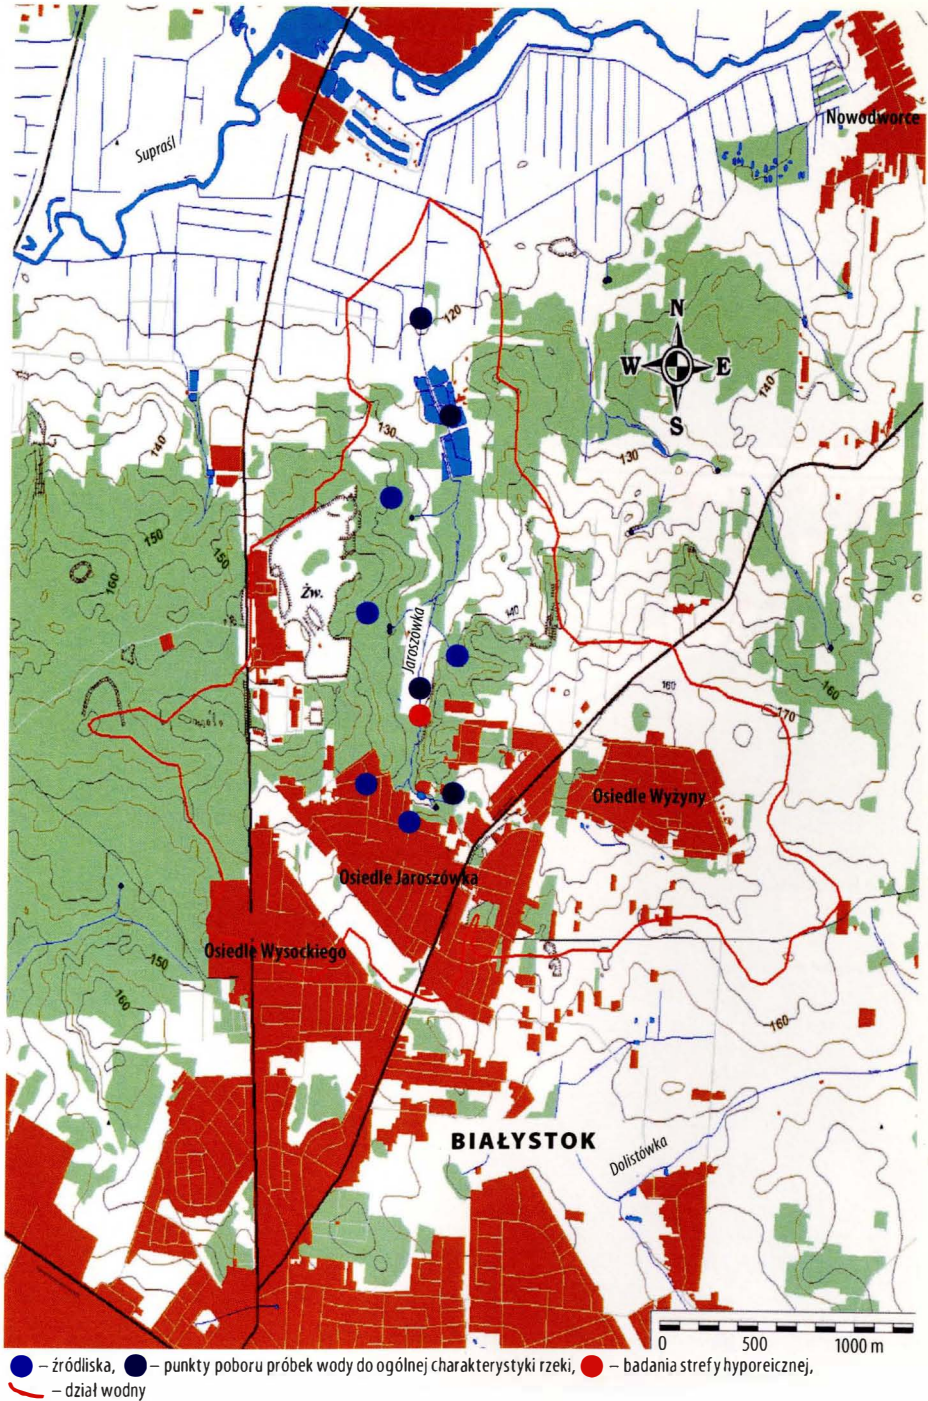 Nowodworce
Supraśl
N
W E
S
120
130
140
140
130
150
150
160
Żw.
Jaroszówka
140
160
160
170
Osiedle Wyżyny
Osiedle Jaroszówka
Osiedle Wysockiego
150
160
160
BIAŁYSTOK
Dolistówka
0 500 1000 m
– źródliska, – punkty poboru próbek wody do ogólnej charakterystyki rzeki, – badania strefy hyporeicznej,
– dział wodny